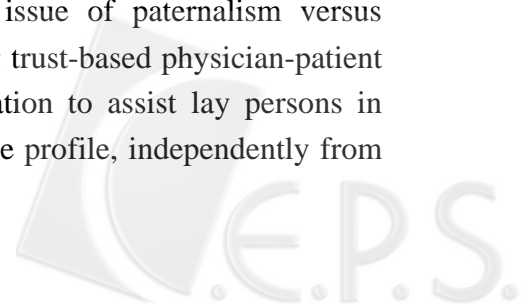 issue of paternalism versus
trust-based physician-patient
ation to assist lay persons in
e profile, independently from
C.E.P.S.